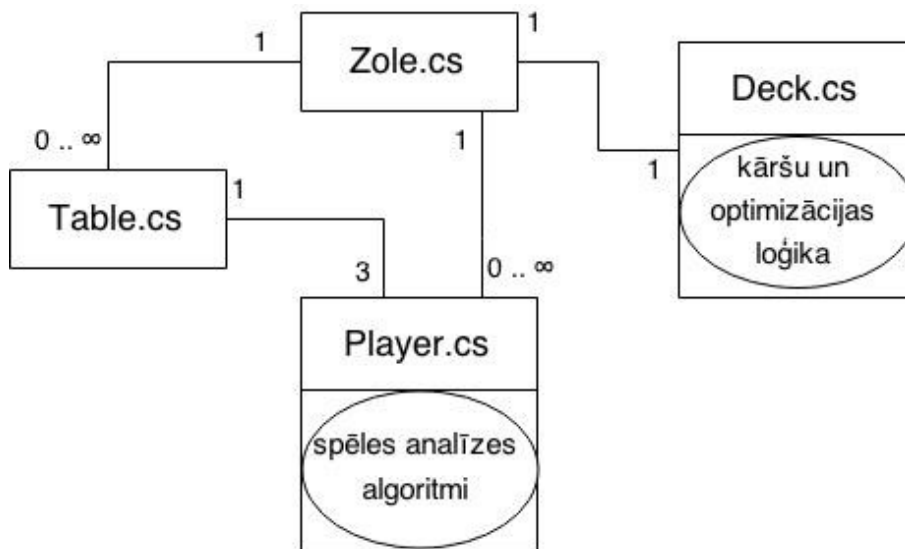 1
Zole.cs
1
Deck.cs
0 .. ∞
1
1
kāršu un
optimizācijas
loģika
Table.cs
1
3
0 .. ∞
Player.cs
spēles analīzes
algoritmi